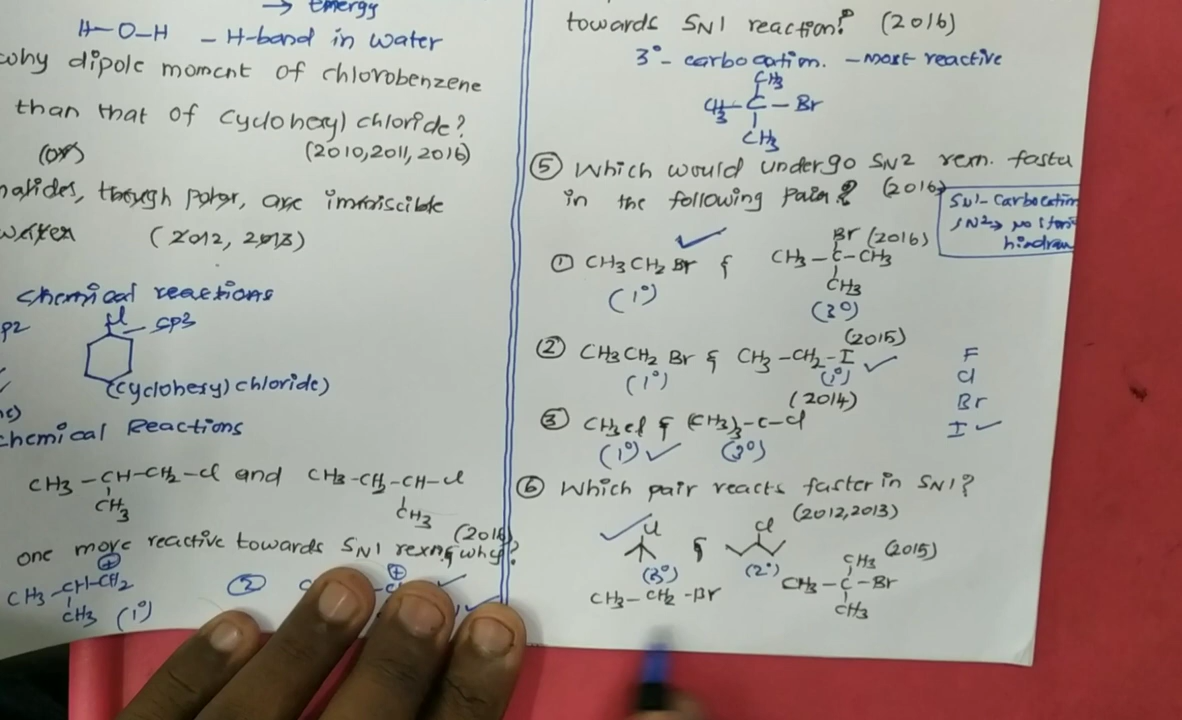 → Energy
H-O-H - H-bond in water
why dipole moment of chlorobenzene
than that of cyclohexyl chloride?
(or) (2010,2011,2016)
halides, though polar, are immiscible
water (2012, 2013)
chemical reactions
Cl - SP3
(cyclohexyl chloride)
chemical Reactions
CH3-CH-CH2-Cl and CH3-CH2-CH-Cl
CH3 CH3
(2016)
one more reactive towards SN1 rexn & why?
CH3-CH-CH2 ⊕ ② ⊕
CH3 (1°)
towards SN1 reaction? (2016)
3°- carbocation. - most reactive
CH3
CH3-C-Br
CH3
⑤ Which would undergo SN2 rexn. faste
in the following pair? (2016)
SN1- carbocation
SN2→ no steri
hindran
Br (2016)
① CH3CH2Br & CH3-C-CH3
CH3
(1°) (3°)
(2015)
② CH3CH2Br & CH3-CH2-I ✓
(1°) (1°)
(2014)
③ CH3Cl & (CH3)3-C-Cl
(1°) ✓ (3°)
F
Cl
Br
I ✓
⑥ Which pair reacts faster in SN1?
(2012,2013)
Cl & Cl
(3°) (2°)
(2015)
CH3
CH3-CH2-Br CH3-C-Br
CH3